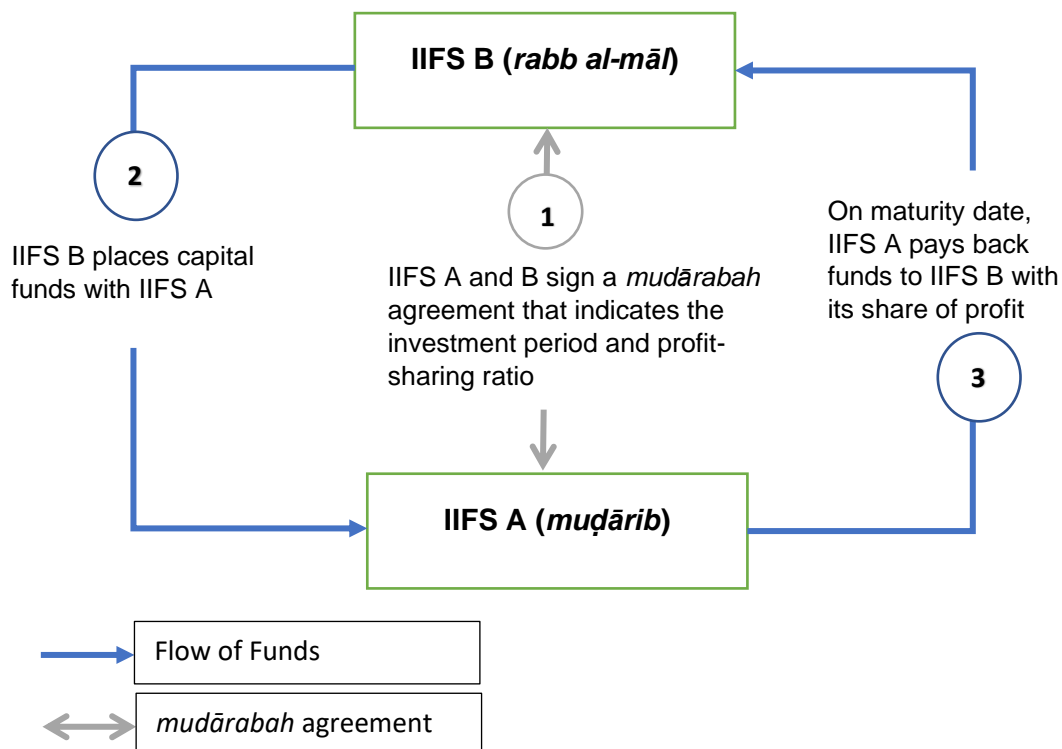 IIFS B (rabb al-māl)
2
IIFS B places capital
funds with IIFS A
1
IIFS A and B sign a mudārabah
agreement that indicates the
investment period and profit-
sharing ratio
On maturity date,
IIFS A pays back
funds to IIFS B with
its share of profit
3
IIFS A (muḍārib)
Flow of Funds
mudārabah agreement